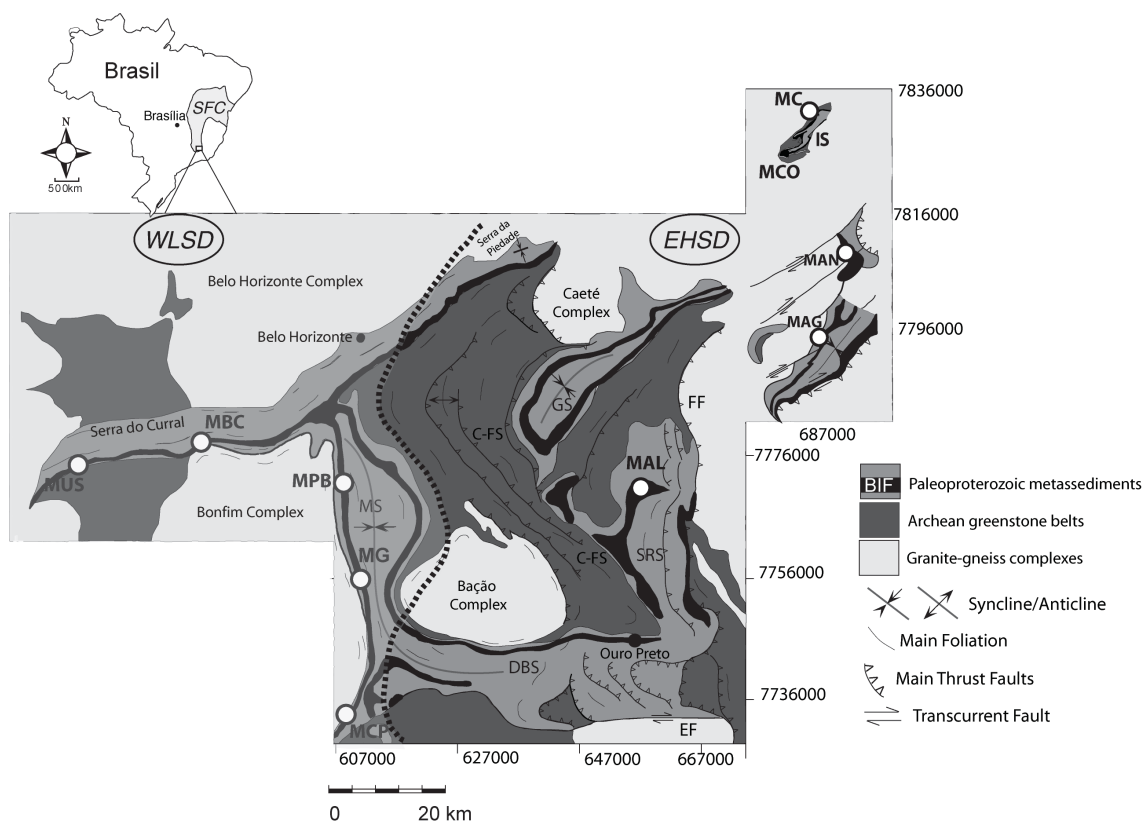 Brasil
Brasília
SFC
N
500km
7836000
MC
IS
MCO
7816000
WLSD
Serra da
Piedade
EHSD
MAN
Belo Horizonte Complex
Caeté
Complex
Belo Horizonte
MAG
7796000
GS
FF
Serra do Curral
MBC
C-FS
687000
7776000
MUS
MPB
MAL
BIF
Paleoproterozoic metassediments
Bonfim Complex
MS
Archean greenstone belts
MG
C-FS
SRS
Granite-gneiss complexes
7756000
Bação
Complex
Syncline/Anticline
Main Foliation
Ouro Preto
DBS
Main Thrust Faults
7736000
Transcurrent Fault
MCP
EF
607000
627000
647000
667000
0
20 km